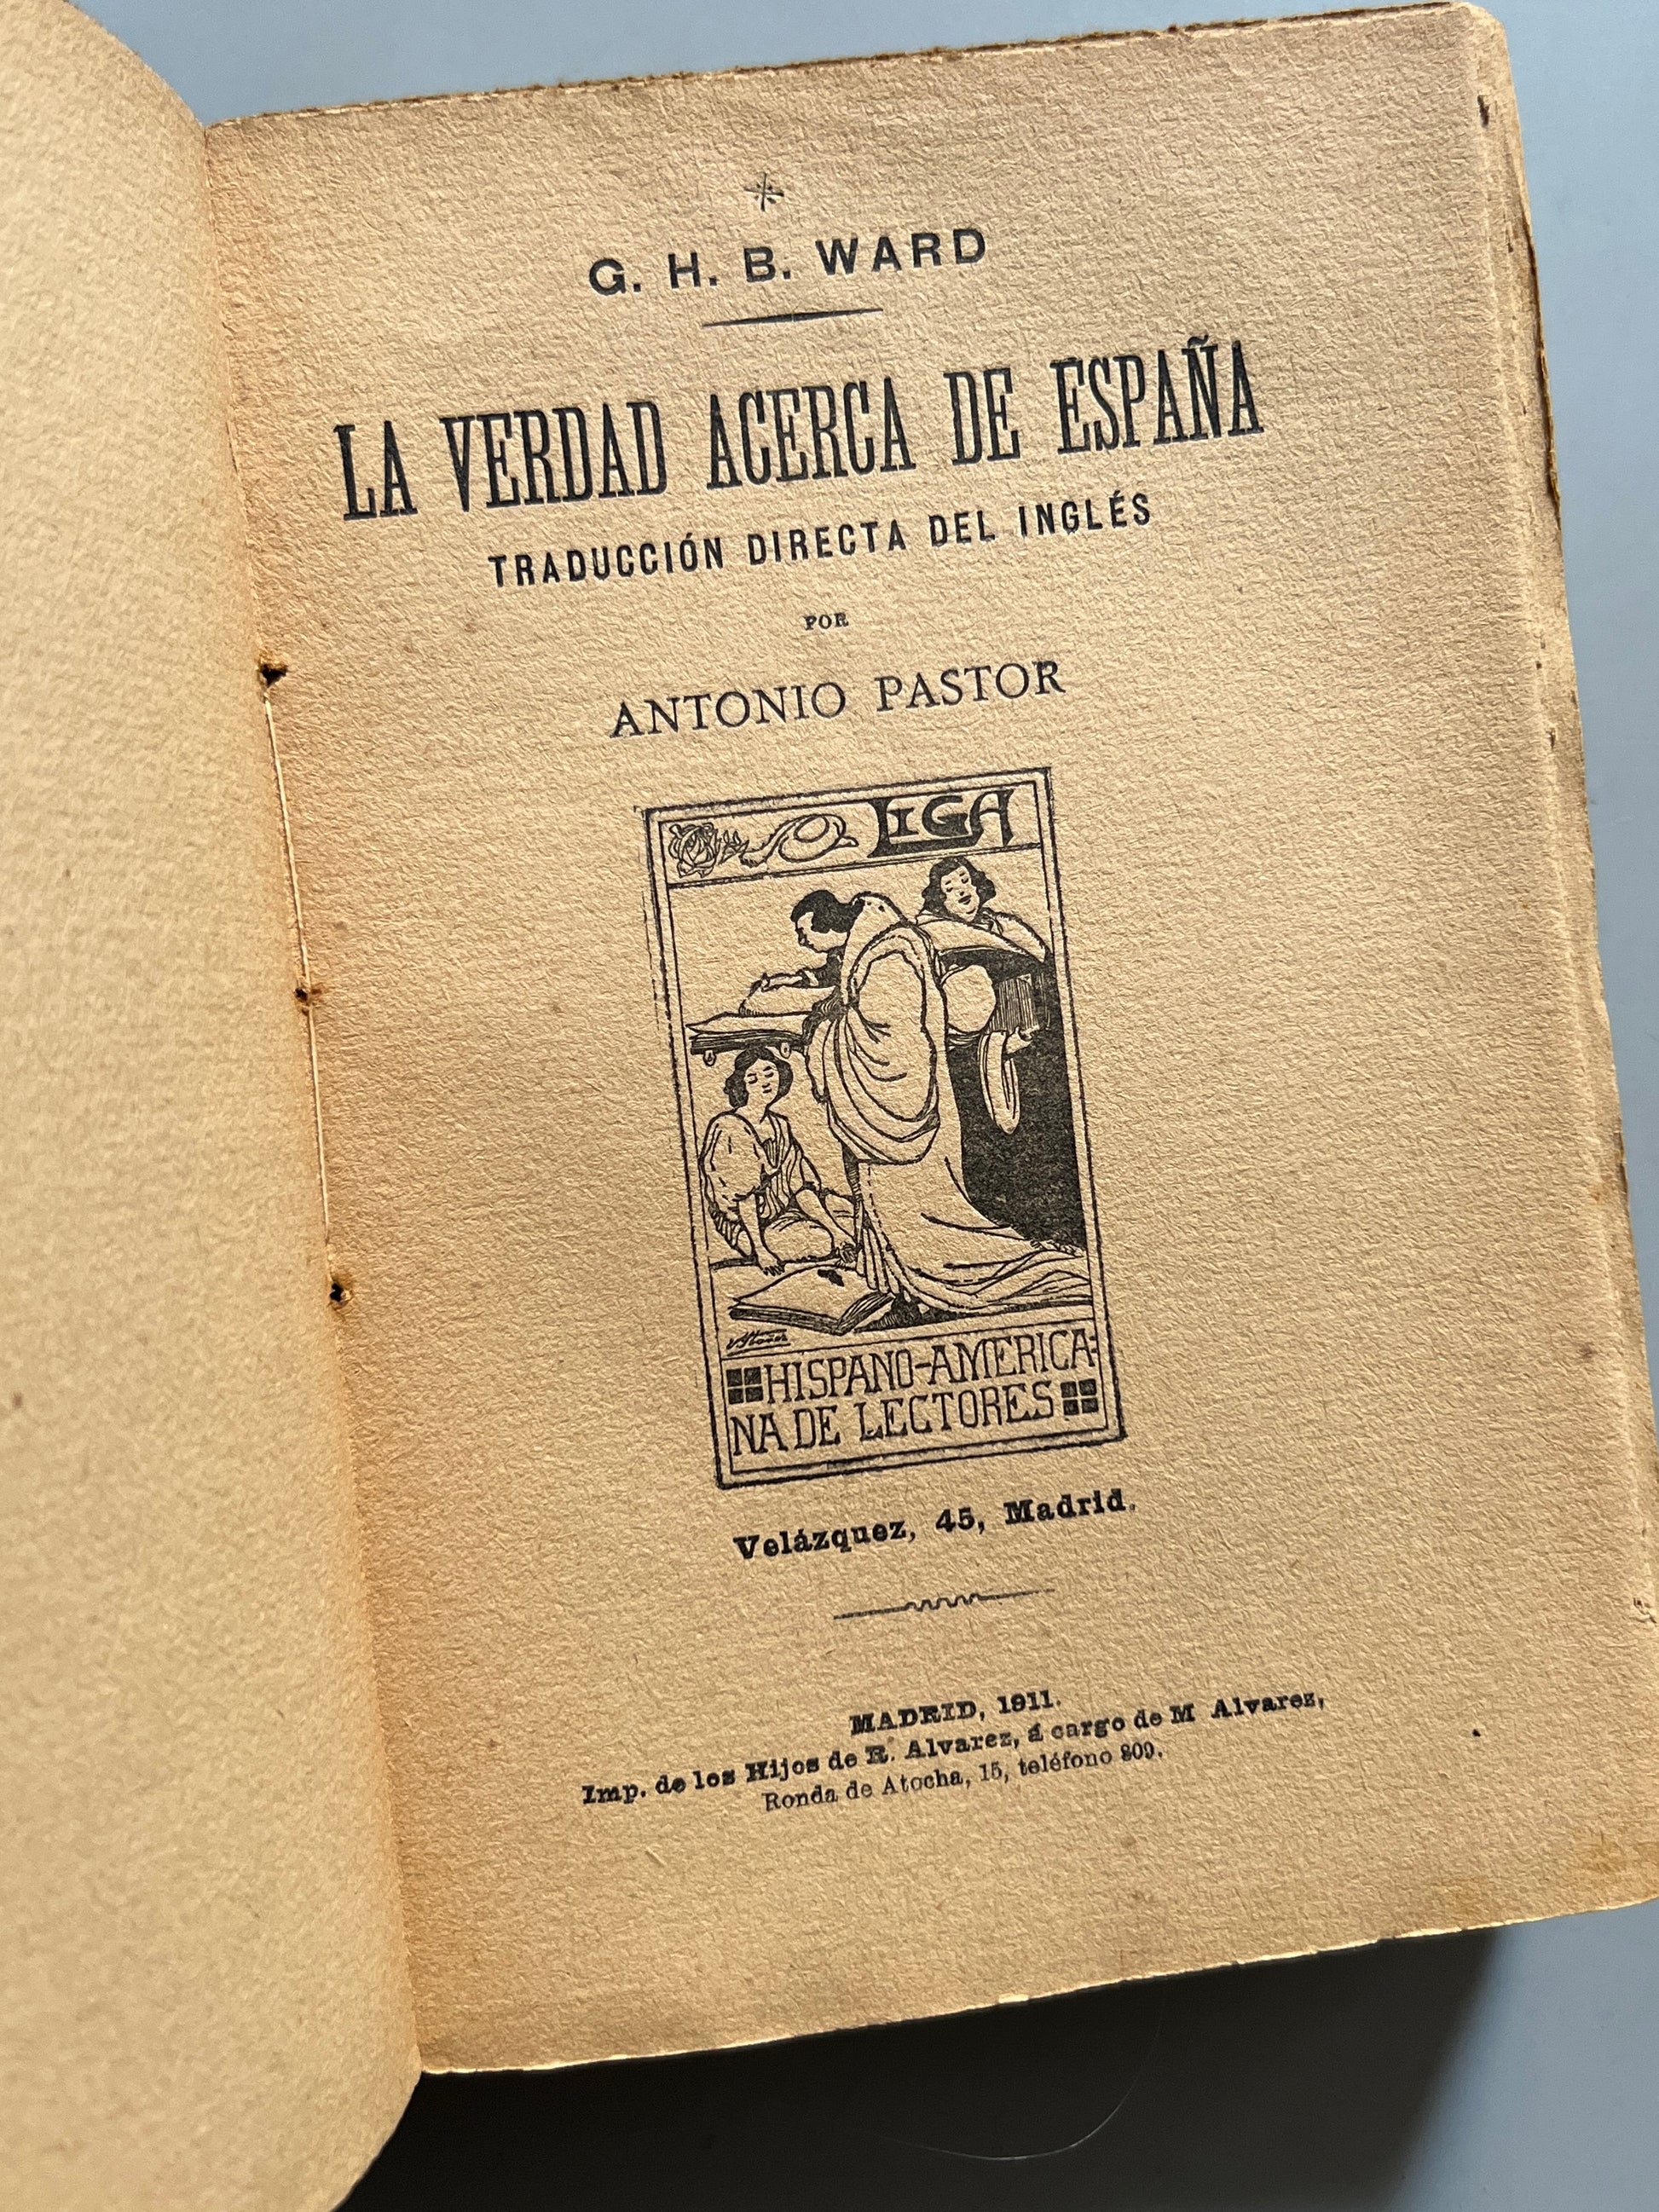 G. H. B. WARD
LA VERDAD ACERCA DE ESPAÑA
TRADUCCIÓN DIRECTA DEL INGLÉS
POR
ANTONIO PASTOR
LIGA
HISPANO-AMERICA-
NA DE LECTORES
Velázquez, 45, Madrid.
MADRID, 1911.
Imp. de los Hijos de R. Alvarez, á cargo de M Alvarez,
Ronda de Atocha, 15, teléfono 809.